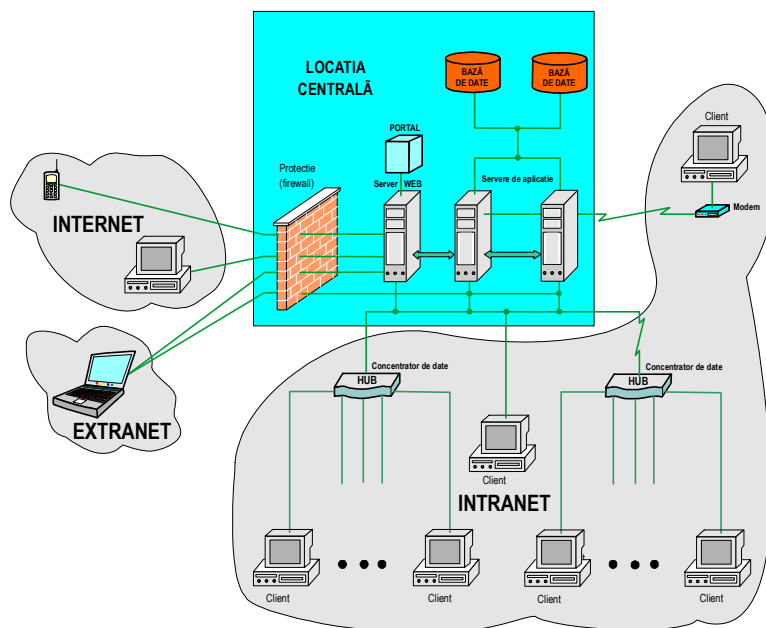 LOCATIA
CENTRALĂ
BAZĂ
DE DATE
BAZĂ
DE DATE
PORTAL
Client
Protectie
(firewall)
Server WEB
Servere de aplicatie
Modem
INTERNET
EXTRANET
Concentrator de date
HUB
Concentrator de date
HUB
Client
INTRANET
Client
Client
Client
Client